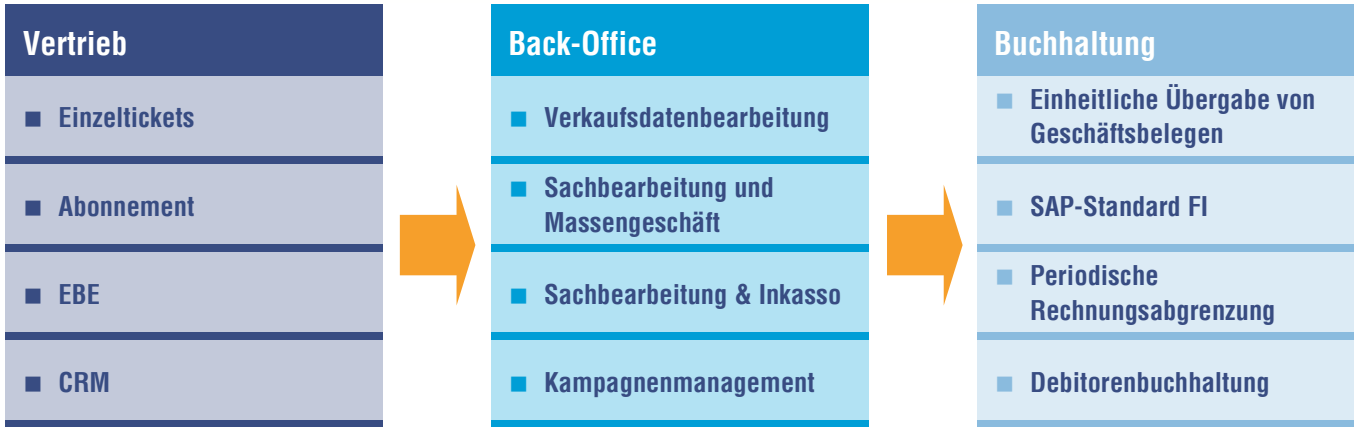 Vertrieb
Einzeltickets
Abonnement
EBE
CRM
Back-Office
Verkaufsdatenbearbeitung
Sachbearbeitung und
Massengeschäft
Sachbearbeitung & Inkasso
Kampagnenmanagement
Buchhaltung
Einheitliche Übergabe von
Geschäftsbelegen
SAP-Standard FI
Periodische
Rechnungsabgrenzung
Debitorenbuchhaltung